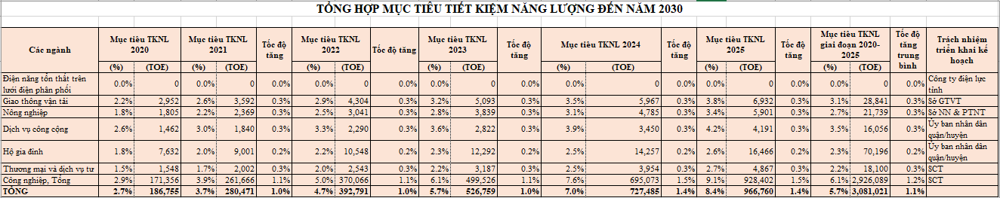 TỔNG HỢP MỤC TIÊU TIẾT KIỆM NĂNG LƯỢNG ĐẾN NĂM 2030
Các ngành Mục tiêu TKNL 2020 Mục tiêu TKNL 2021 Tốc độ tăng Mục tiêu TKNL 2022 Tốc độ tăng Mục tiêu TKNL 2023 Tốc độ tăng Mục tiêu TKNL 2024 Tốc độ tăng Mục tiêu TKNL 2025 Tốc độ tăng Mục tiêu TKNL giai đoạn 2020-2025 Tốc độ tăng trung bình Trách nhiệm triển khai kế hoạch
(%) (TOE) (%) (TOE) (%) (TOE) (%) (TOE) (%) (TOE) (%) (TOE) (%) (TOE)
Điện năng tổn thất trên lưới điện phân phối 0.0% 0 0.0% 0 0.0% 0.0% 0 0.0% 0.0% 0 0.0% 0.0% 0 0.0% 0.0% 0 0.0% 0.0% 0 0.0% Công ty điện lực tỉnh
Giao thông vận tải 2.2% 2,952 2.6% 3,592 0.3% 2.9% 4,304 0.3% 3.2% 5,093 0.3% 3.5% 5,967 0.3% 3.8% 6,932 0.3% 3.1% 28,841 0.3% Sở GTVT
Nông nghiệp 1.8% 1,805 2.2% 2,369 0.3% 2.5% 3,041 0.3% 2.8% 3,839 0.3% 3.1% 4,785 0.3% 3.4% 5,901 0.3% 2.7% 21,739 0.3% Sở NN & PTNT
Dịch vụ công cộng 2.6% 1,462 3.0% 1,840 0.3% 3.3% 2,290 0.3% 3.6% 2,822 0.3% 3.9% 3,450 0.3% 4.2% 4,191 0.3% 3.5% 16,056 0.3% Ủy ban nhân dân quận/huyện
Hộ gia đình 1.8% 7,632 2.0% 9,001 0.2% 2.2% 10,548 0.2% 2.3% 12,292 0.2% 2.5% 14,257 0.2% 2.6% 16,466 0.2% 2.3% 70,196 0.2% Ủy ban nhân dân quận/huyện
Thương mại và dịch vụ tư 1.5% 1,548 1.7% 2,002 0.3% 2.0% 2,543 0.3% 2.2% 3,187 0.3% 2.5% 3,954 0.3% 2.7% 4,867 0.3% 2.2% 18,100 0.3% SCT
Công nghiệp, Tổng 2.9% 171,356 3.9% 261,666 1.1% 5.0% 370,066 1.1% 6.1% 499,526 1.1% 7.6% 695,073 1.5% 9.1% 928,402 1.5% 6.1% 2,926,089 1.2% SCT
TỔNG 2.7% 186,755 3.7% 280,471 1.0% 4.7% 392,791 1.0% 5.7% 526,759 1.0% 7.0% 727,485 1.4% 8.4% 966,760 1.4% 5.7% 3,081,021 1.1%